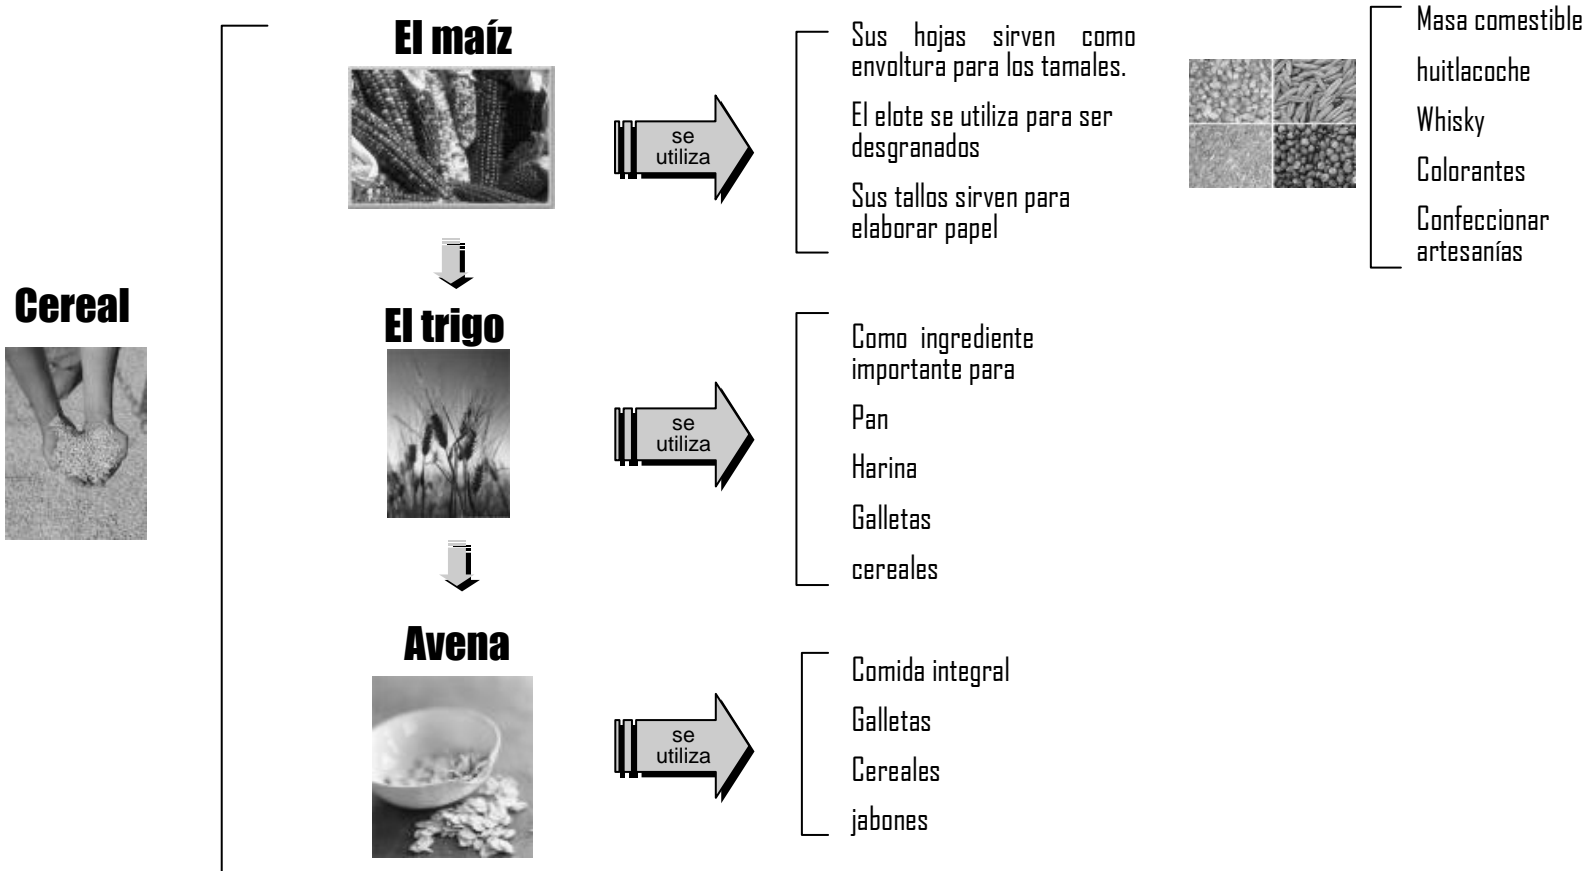 Cereal
El maíz
se
utiliza
Sus hojas sirven como
envoltura para los tamales.
El elote se utiliza para ser
desgranados
Sus tallos sirven para
elaborar papel
Masa comestible
huitlacoche
Whisky
Colorantes
Confeccionar
artesanías
El trigo
se
utiliza
Como ingrediente
importante para
Pan
Harina
Galletas
cereales
Avena
se
utiliza
Comida integral
Galletas
Cereales
jabones